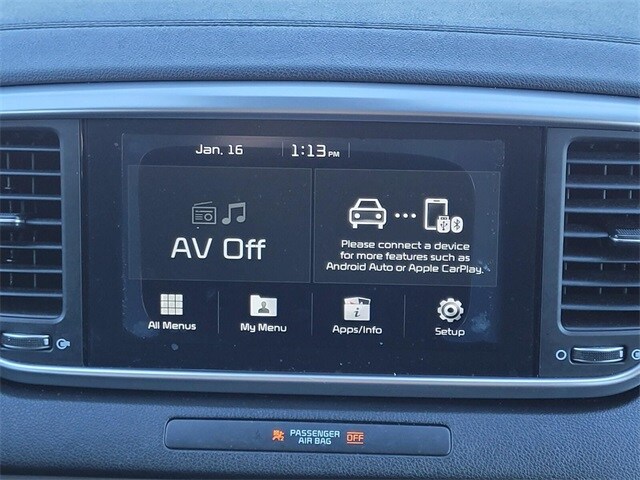 Jan. 16 1:13 PM
AV Off
Please connect a device
for more features such as
Android Auto or Apple CarPlay.
All Menus My Menu Apps/Info Setup
PASSENGER
AIR BAG OFF